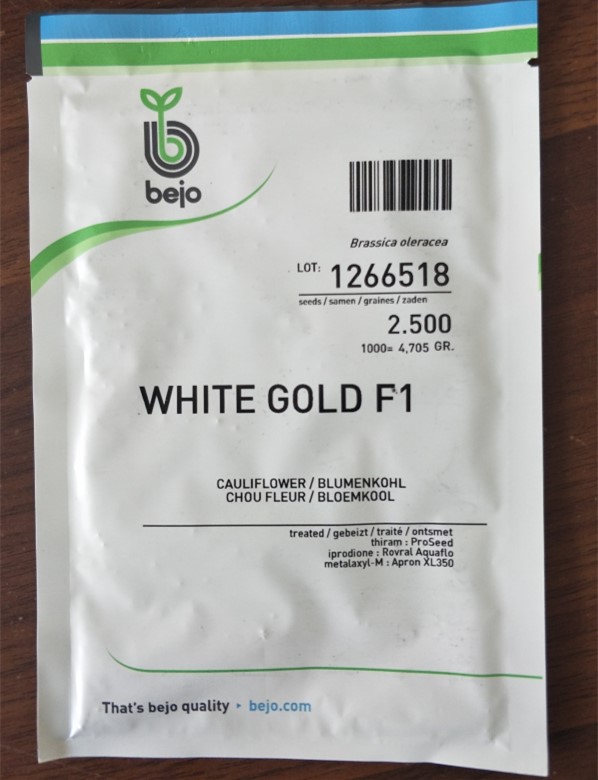 bejo
Brassica oleracea
LOT: 1266518
seeds / samen / graines / zaden
2.500
1000= 4,705 GR.
WHITE GOLD F1
CAULIFLOWER / BLUMENKOHL
CHOU FLEUR / BLOEMKOOL
treated / gebeizt / traité / ontsmet
thiram : ProSeed
iprodione : Rovral Aquaflo
metalaxyl-M : Apron XL350
That's bejo quality ‣ bejo.com